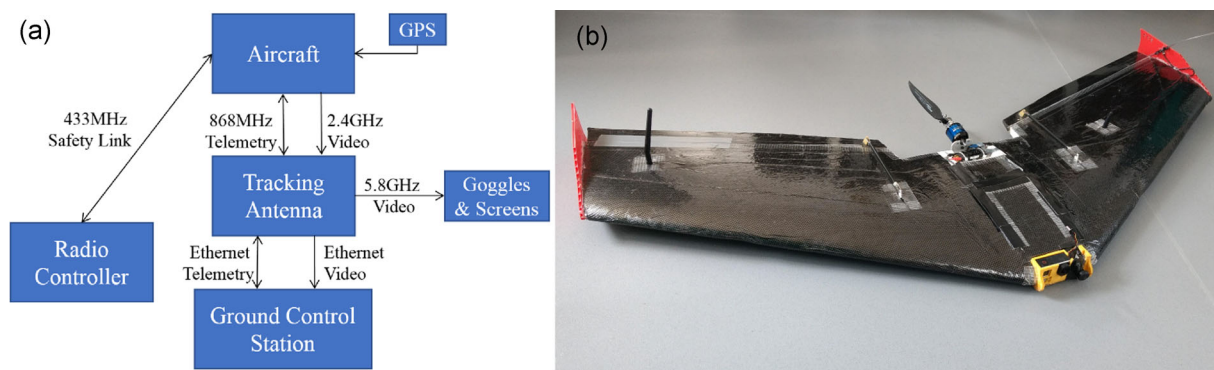 (a)
GPS
Aircraft
433MHz
Safety Link
868MHz
Telemetry
2.4GHz
Video
Tracking
Antenna
5.8GHz
Video
Goggles
& Screens
Radio
Controller
Ethernet
Telemetry
Ethernet
Video
Ground Control
Station
(b)